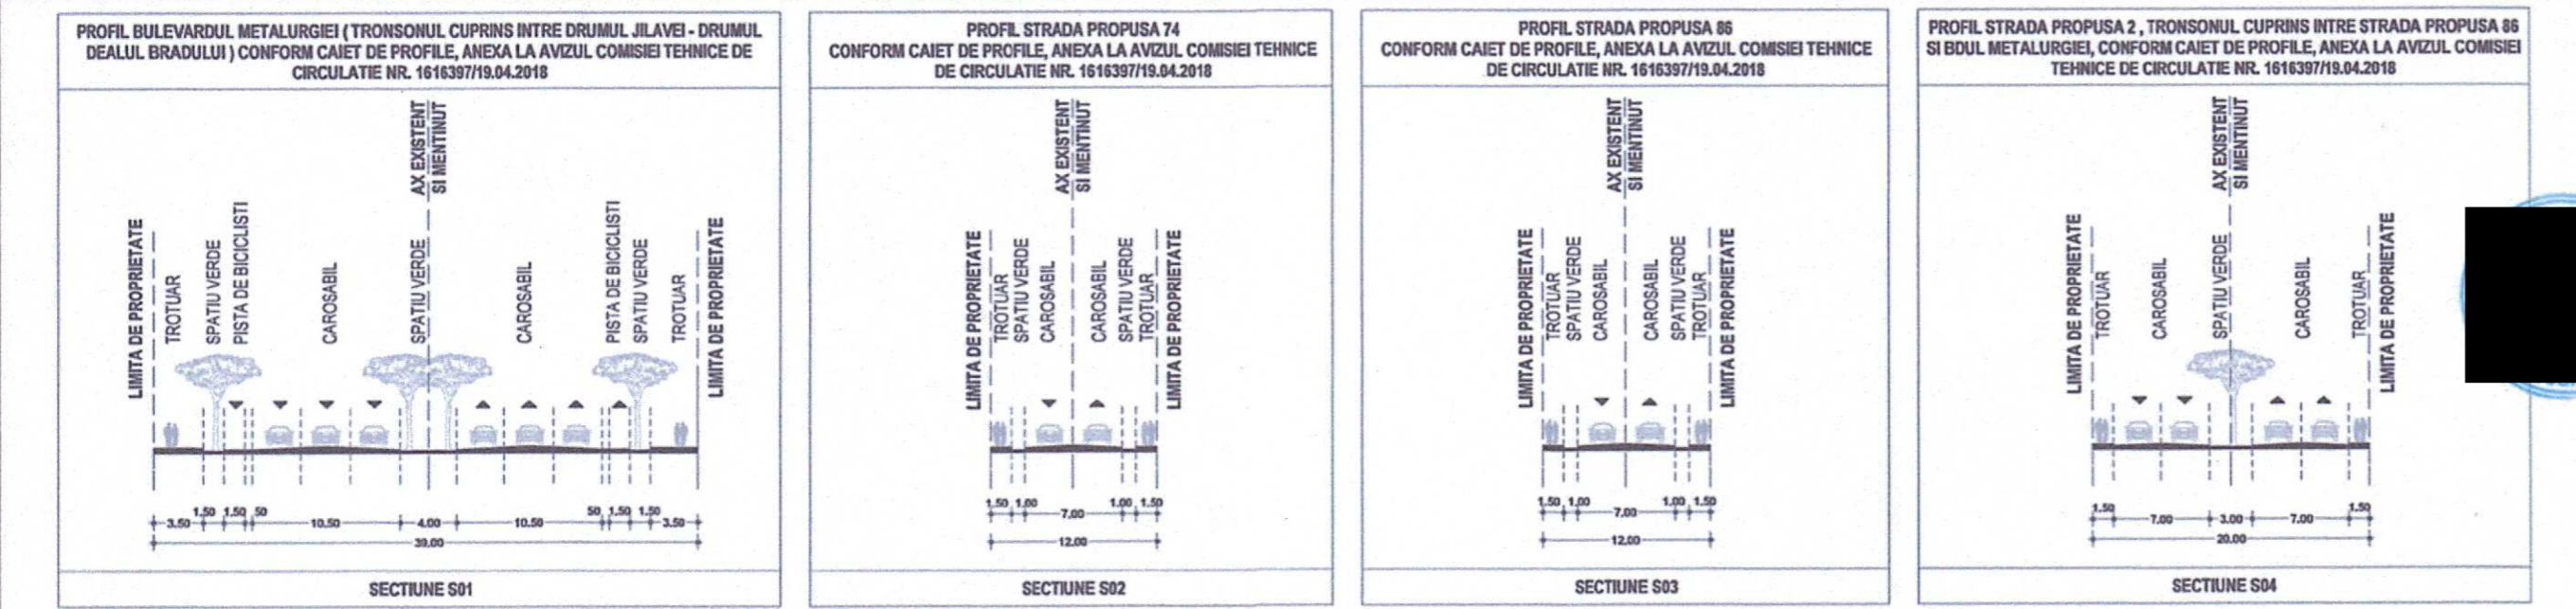 PROFIL BULEVARDUL METALURGIEI ( TRONSONUL CUPRINS INTRE DRUMUL JILAVEI - DRUMUL
DEALUL BRADULUI ) CONFORM CAIET DE PROFILE, ANEXA LA AVIZUL COMISIEI TEHNICE DE
CIRCULATIE NR. 1616397/19.04.2018
AX EXISTENT
SI MENTINUT
LIMITA DE PROPRIETATE
TROTUAR
SPATIU VERDE
PISTA DE BICICLISTI
CAROSABIL
SPATIU VERDE
CAROSABIL
PISTA DE BICICLISTI
SPATIU VERDE
TROTUAR
LIMITA DE PROPRIETATE
3.50 1.50 1.50 50 10.50 4.00 10.50 50 1.50 1.50 3.50
39.00
SECTIUNE S01
PROFIL STRADA PROPUSA 74
CONFORM CAIET DE PROFILE, ANEXA LA AVIZUL COMISIEI TEHNICE
DE CIRCULATIE NR. 1616397/19.04.2018
AX EXISTENT
SI MENTINUT
LIMITA DE PROPRIETATE
TROTUAR
SPATIU VERDE
CAROSABIL
CAROSABIL
SPATIU VERDE
TROTUAR
LIMITA DE PROPRIETATE
1.50 1.00 7.00 1.00 1.50
12.00
SECTIUNE S02
PROFIL STRADA PROPUSA 86
CONFORM CAIET DE PROFILE, ANEXA LA AVIZUL COMISIEI TEHNICE
DE CIRCULATIE NR. 1616397/19.04.2018
AX EXISTENT
SI MENTINUT
LIMITA DE PROPRIETATE
TROTUAR
SPATIU VERDE
CAROSABIL
CAROSABIL
SPATIU VERDE
TROTUAR
LIMITA DE PROPRIETATE
1.50 1.00 7.00 1.00 1.50
12.00
SECTIUNE S03
PROFIL STRADA PROPUSA 2 , TRONSONUL CUPRINS INTRE STRADA PROPUSA 86
SI BDUL METALURGIEI, CONFORM CAIET DE PROFILE, ANEXA LA AVIZUL COMISIEI
TEHNICE DE CIRCULATIE NR. 1616397/19.04.2018
AX EXISTENT
SI MENTINUT
LIMITA DE PROPRIETATE
TROTUAR
CAROSABIL
SPATIU VERDE
CAROSABIL
TROTUAR
LIMITA DE PROPRIETATE
1.50 7.00 3.00 7.00 1.50
20.00
SECTIUNE S04